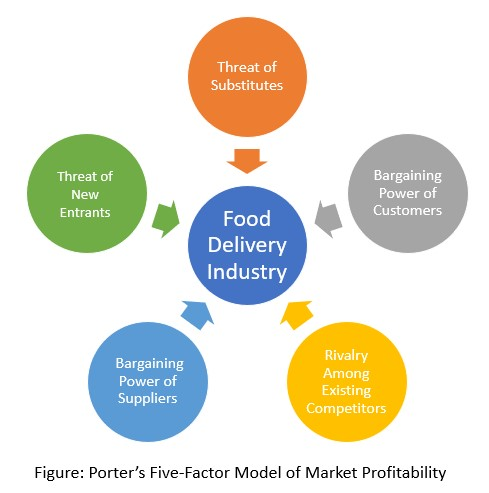 Threat of
Substitutes
Threat of
New
Entrants
Bargaining
Power of
Customers
Food
Delivery
Industry
Bargaining
Power of
Suppliers
Rivalry
Among
Existing
Competitors
Figure: Porter’s Five-Factor Model of Market Profitability